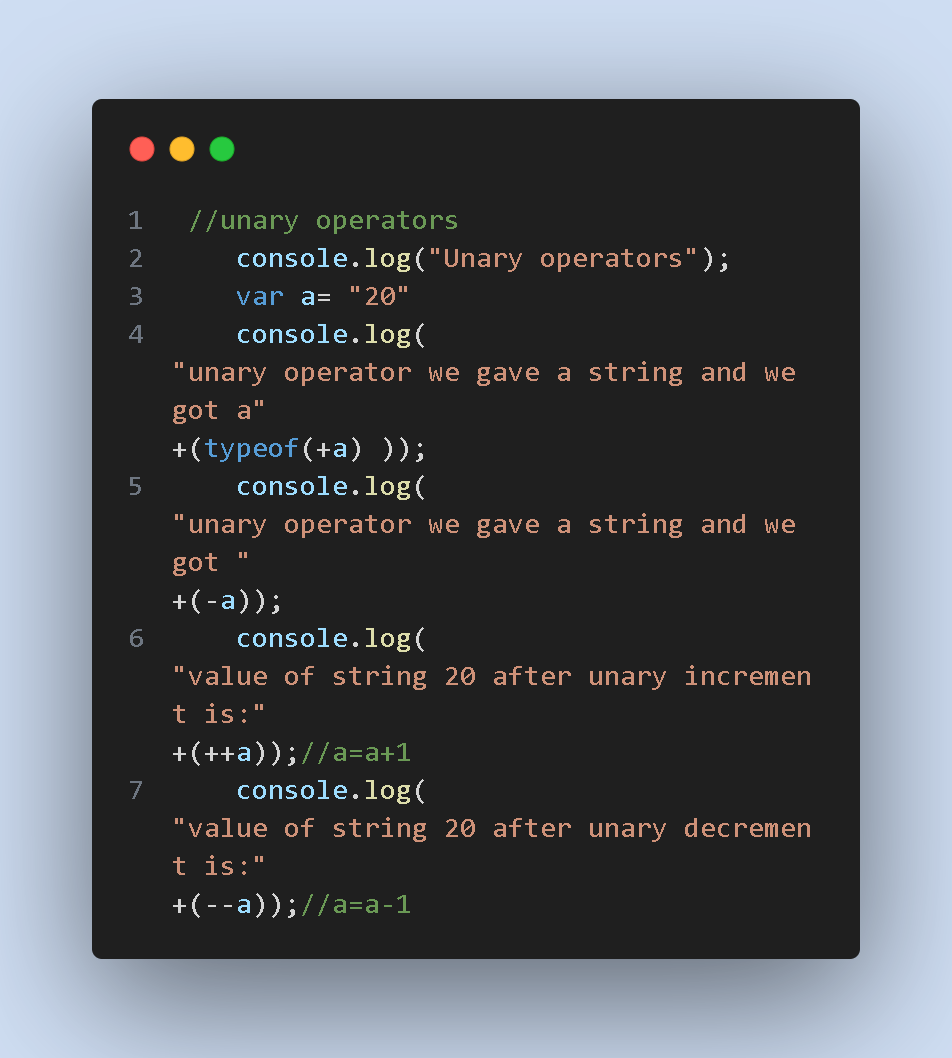 1 //unary operators
2 console.log("Unary operators");
3 var a= "20"
4 console.log(
"unary operator we gave a string and we
got a"
+(typeof(+a) ));
5 console.log(
"unary operator we gave a string and we
got "
+(-a));
6 console.log(
"value of string 20 after unary incremen
t is:"
+(++a));//a=a+1
7 console.log(
"value of string 20 after unary decremen
t is:"
+(--a));//a=a-1